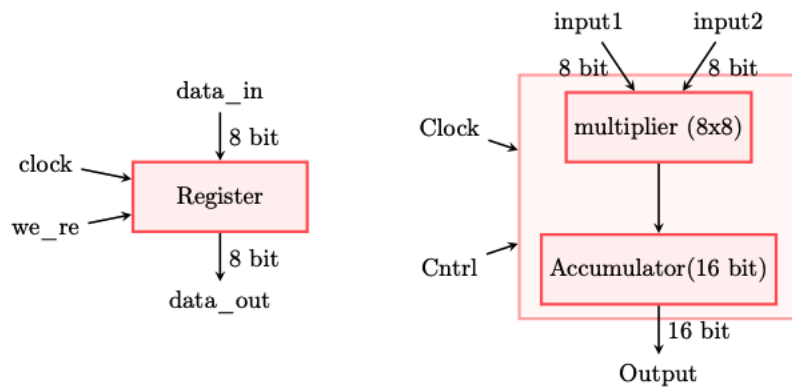 data_in
8 bit
clock
Register
we_re
8 bit
data_out
input1
input2
8 bit
8 bit
Clock
multiplier (8x8)
Cntrl
Accumulator(16 bit)
16 bit
Output